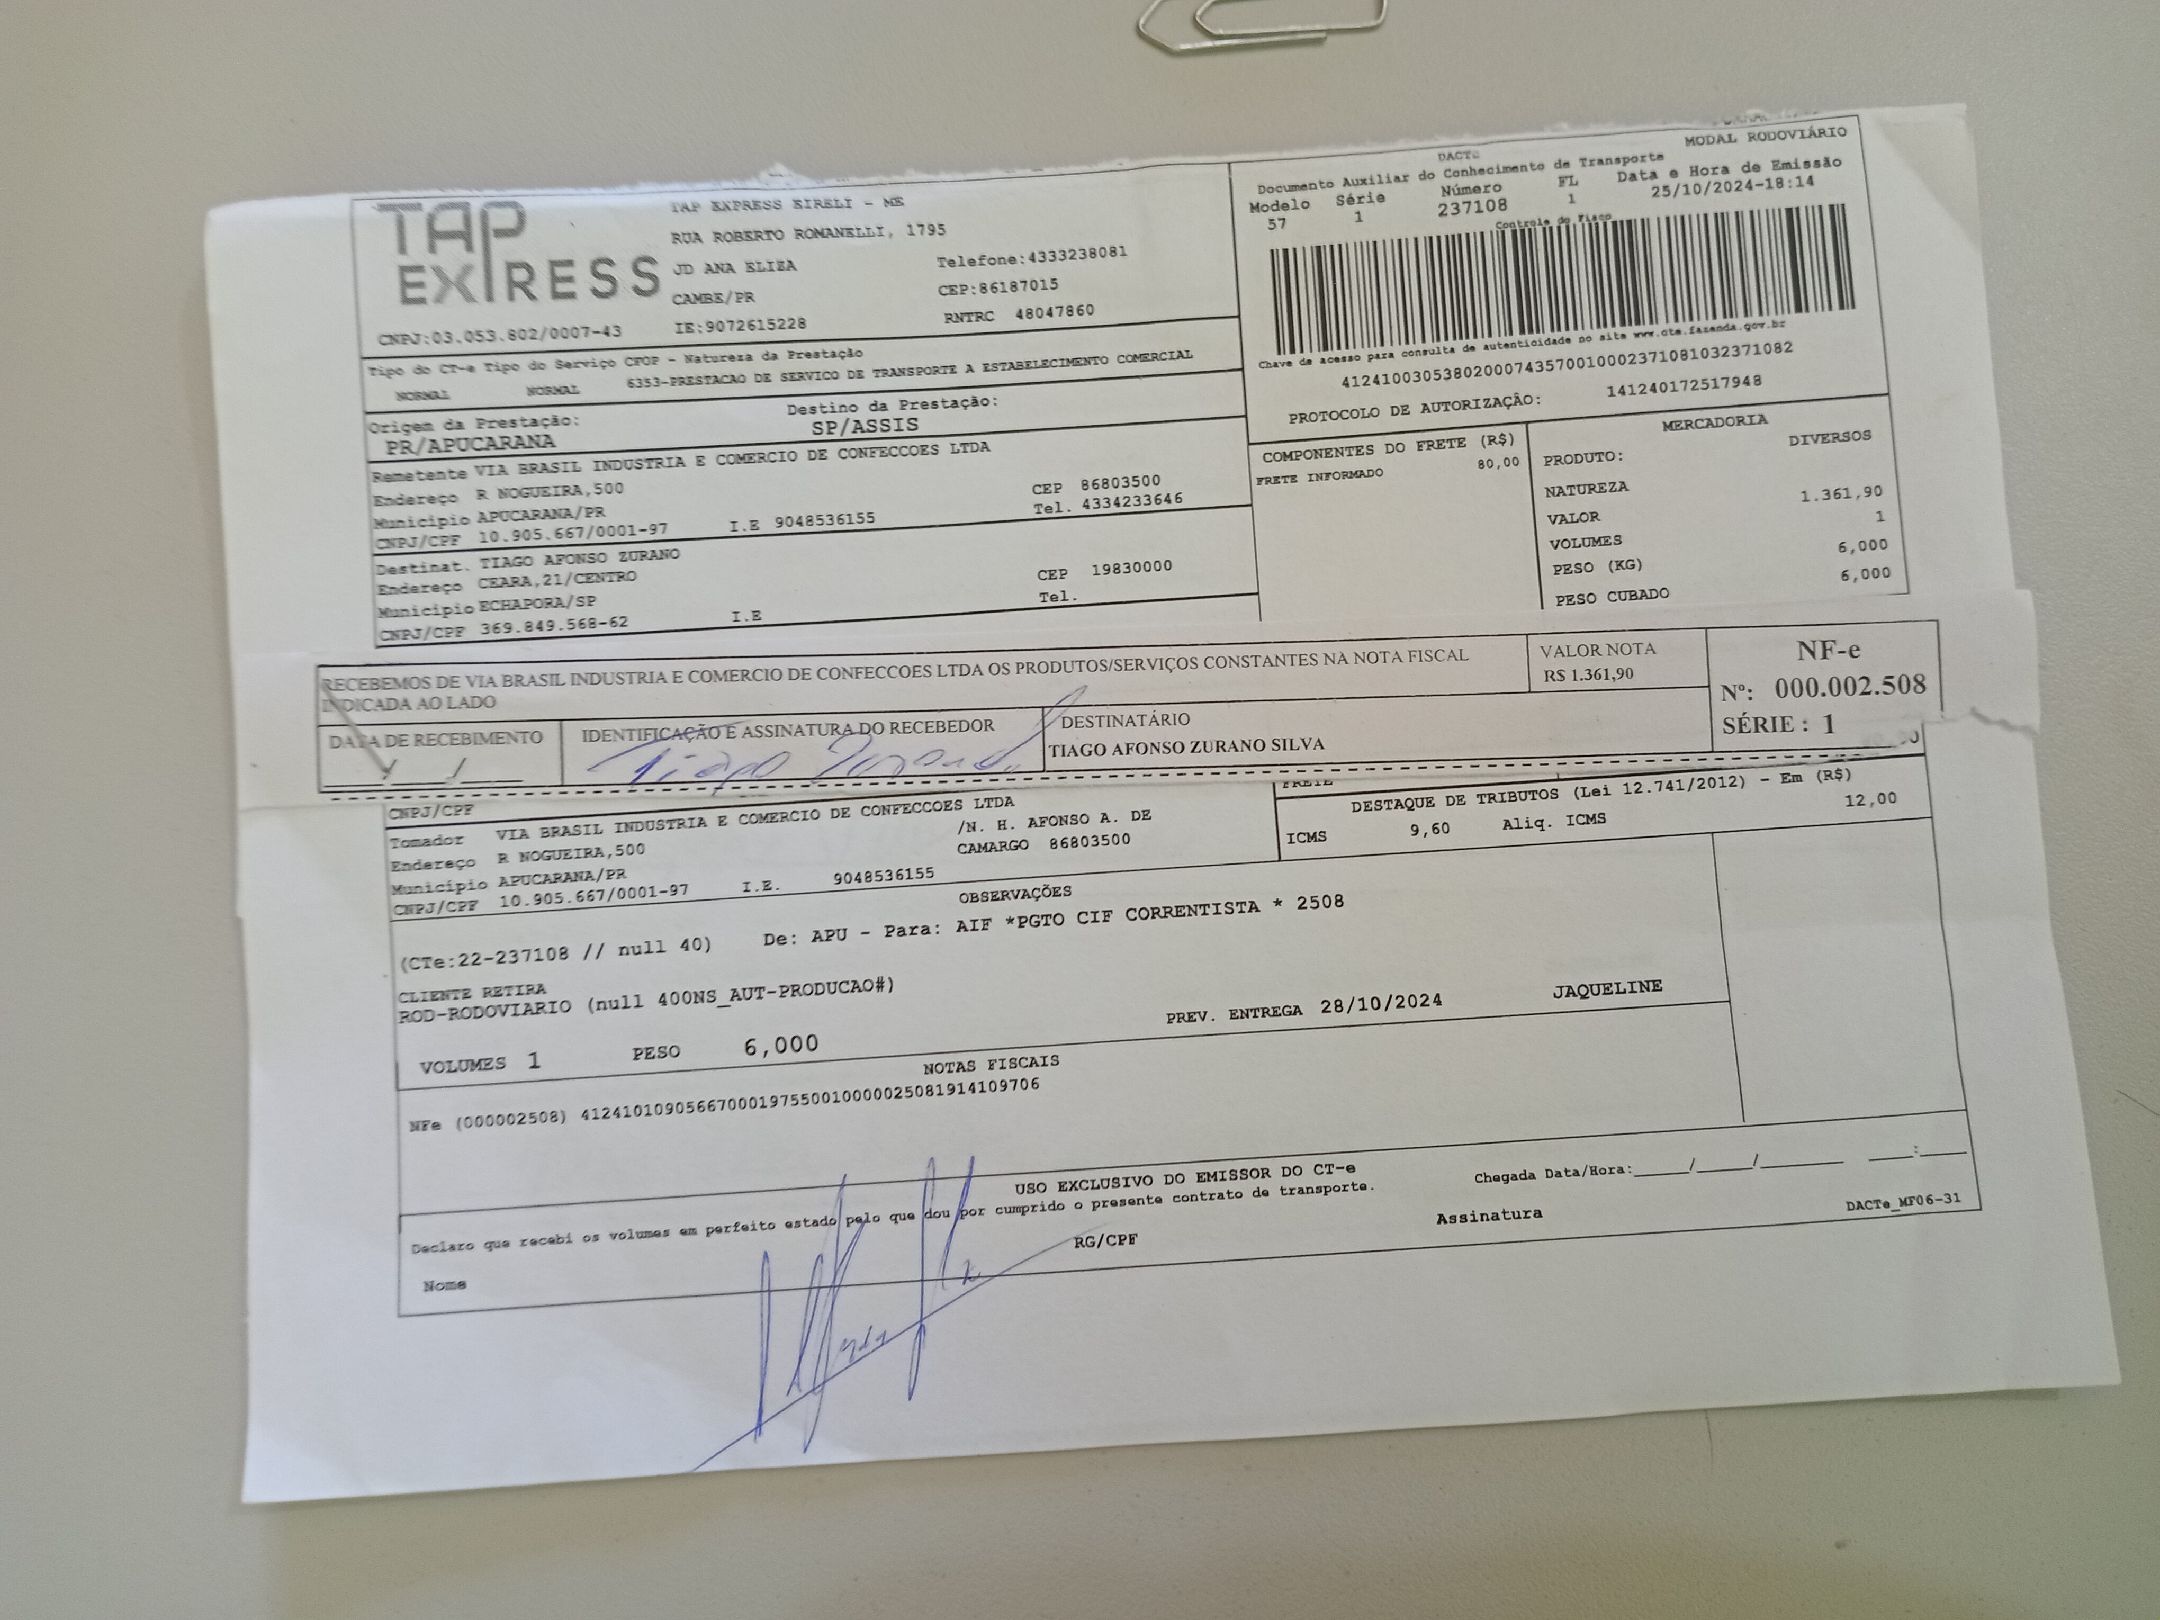 MODAL RODOVIÁRIO
DACTE
Documento Auxiliar do Conhecimento de Transporte
Modelo Série Número FL Data e Hora de Emissão
57 1 237108 1 25/10/2024-18:14
Controle do Fisco
TAP EXPRESS
TAP EXPRESS EIRELI - ME
RUA ROBERTO ROMANELLI, 1795
JD ANA ELIZA Telefone:4333238081
CAMBE/PR CEP:86187015
CNPJ:03.053.802/0007-43 IE:9072615228 RNTRC 48047860
Chave de acesso para consulta de autenticidade no site www.cte.fazenda.gov.br
41241003053802000743570010002371081032371082
PROTOCOLO DE AUTORIZAÇÃO: 141240172517948
Tipo do CT-e Tipo do Serviço CFOP - Natureza da Prestação
NORMAL NORMAL 6353-PRESTACAO DE SERVICO DE TRANSPORTE A ESTABELECIMENTO COMERCIAL
Origem da Prestação: Destino da Prestação:
PR/APUCARANA SP/ASSIS
Remetente VIA BRASIL INDUSTRIA E COMERCIO DE CONFECCOES LTDA
Endereço R NOGUEIRA,500 CEP 86803500
Município APUCARANA/PR Tel. 4334233646
CNPJ/CPF 10.905.667/0001-97 I.E 9048536155
Destinat. TIAGO AFONSO ZURANO
Endereço CEARA,21/CENTRO CEP 19830000
Município ECHAPORA/SP Tel.
CNPJ/CPF 369.849.568-62 I.E
COMPONENTES DO FRETE (R$)
FRETE INFORMADO 80,00
MERCADORIA
PRODUTO: DIVERSOS
NATUREZA
VALOR 1.361,90
VOLUMES 1
PESO (KG) 6,000
PESO CUBADO 6,000
RECEBEMOS DE VIA BRASIL INDUSTRIA E COMERCIO DE CONFECCOES LTDA OS PRODUTOS/SERVIÇOS CONSTANTES NA NOTA FISCAL
INDICADA AO LADO
VALOR NOTA
R$ 1.361,90
NF-e
Nº: 000.002.508
SÉRIE : 1
DATA DE RECEBIMENTO
__/__/____
IDENTIFICAÇÃO E ASSINATURA DO RECEBEDOR
Tiago Zurano
DESTINATÁRIO
TIAGO AFONSO ZURANO SILVA
CNPJ/CPF
FRETE
Tomador VIA BRASIL INDUSTRIA E COMERCIO DE CONFECCOES LTDA
Endereço R NOGUEIRA,500 /N. H. AFONSO A. DE
Município APUCARANA/PR CAMARGO 86803500
CNPJ/CPF 10.905.667/0001-97 I.E. 9048536155
DESTAQUE DE TRIBUTOS (Lei 12.741/2012) - Em (R$)
ICMS 9,60 Aliq. ICMS 12,00
OBSERVAÇÕES
(CTe:22-237108 // null 40) De: APU - Para: AIF *PGTO CIF CORRENTISTA * 2508
CLIENTE RETIRA
ROD-RODOVIARIO (null 400NS_AUT-PRODUCAO#)
PREV. ENTREGA 28/10/2024 JAQUELINE
VOLUMES 1 PESO 6,000
NOTAS FISCAIS
NFe (000002508) 41241010905667000197550010000025081914109706
USO EXCLUSIVO DO EMISSOR DO CT-e
Declaro que recebi os volumes em perfeito estado pelo que dou por cumprido o presente contrato de transporte.
Chegada Data/Hora:_____/_____/________ ____:____
Nome RG/CPF Assinatura
DACTe_MF06-31